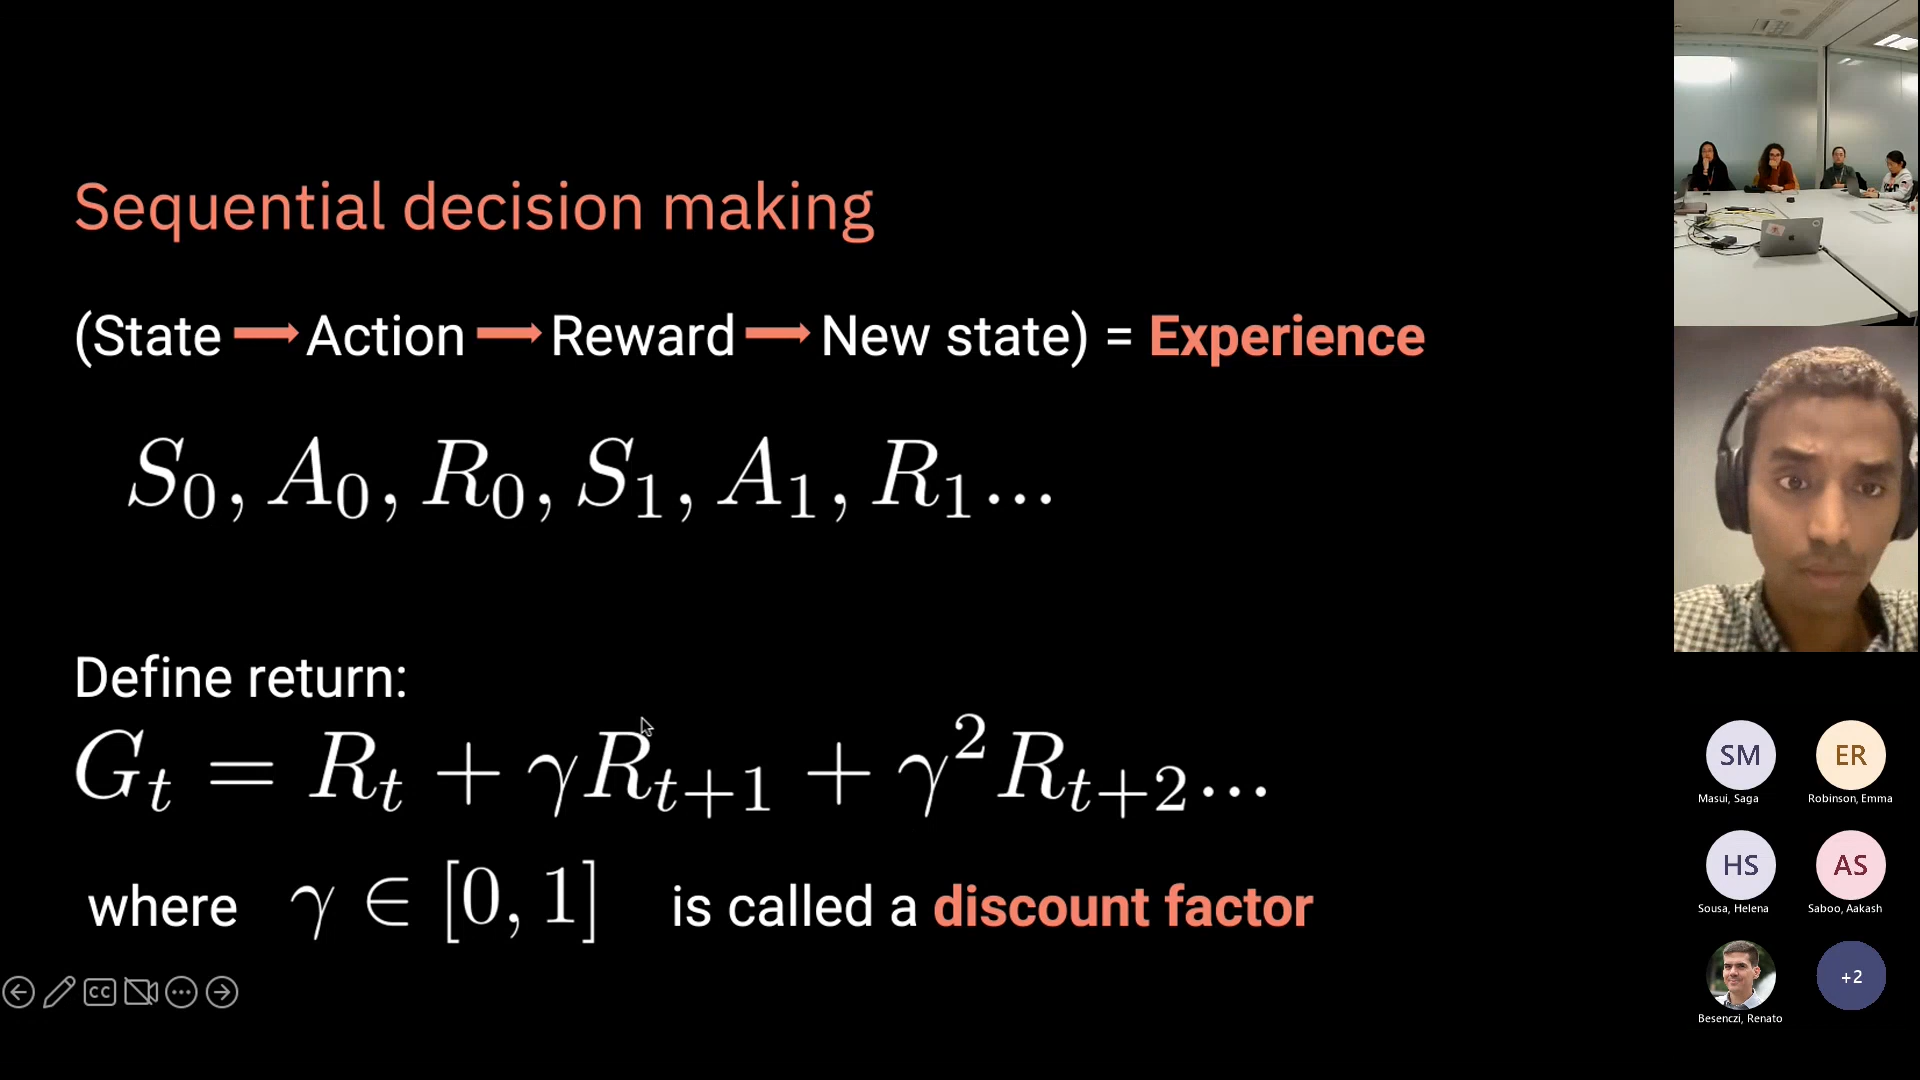 Sequential decision making
(State → Action → Reward → New state) = Experience
S₀, A₀, R₀, S₁, A₁, R₁...
Define return:
Gₜ = Rₜ + γRₜ₊₁ + γ²Rₜ₊₂...
where γ ∈ [0, 1] is called a discount factor
CC
SM
ER
Masui, Saga
Robinson, Emma
HS
AS
Sousa, Helena
Saboo, Aakash
+2
Besenczi, Renato